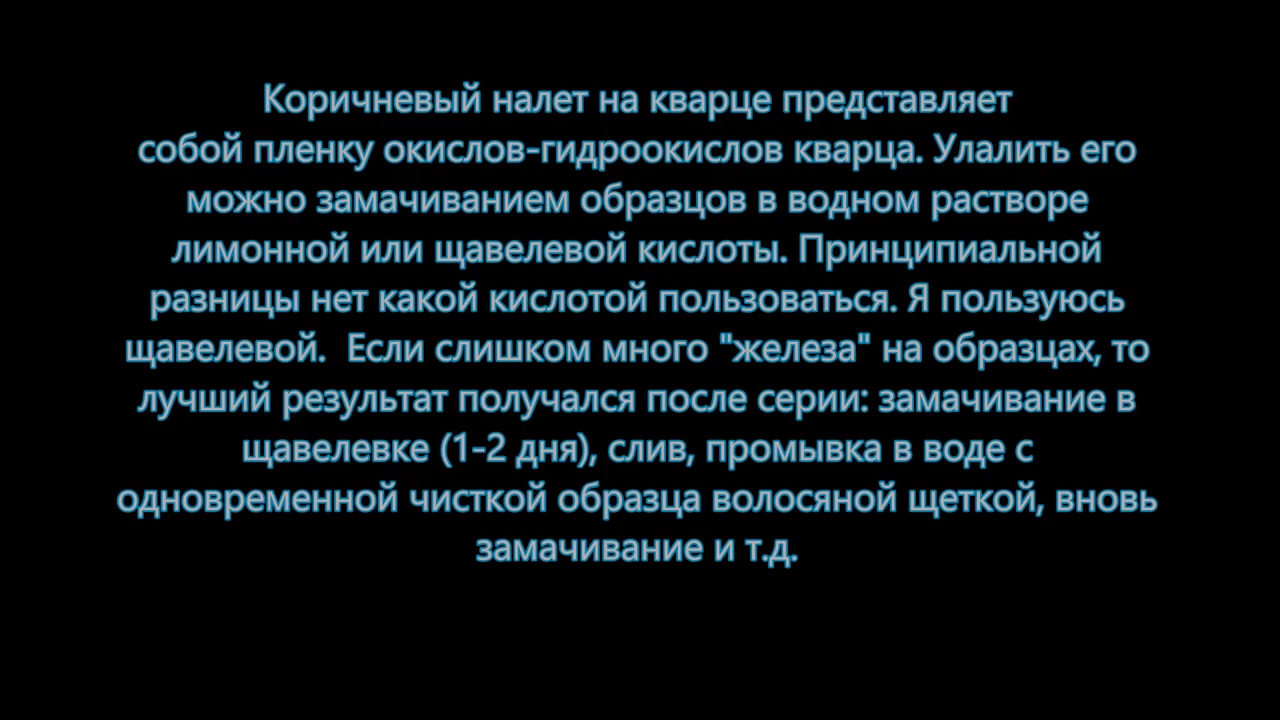 Коричневый налет на кварце представляет
собой пленку окислов-гидроокислов кварца. Улалить его
можно замачиванием образцов в водном растворе
лимонной или щавелевой кислоты. Принципиальной
разницы нет какой кислотой пользоваться. Я пользуюсь
щавелевой.  Если слишком много "железа" на образцах, то
лучший результат получался после серии: замачивание в
щавелевке (1-2 дня), слив, промывка в воде с
одновременной чисткой образца волосяной щеткой, вновь
замачивание и т.д.